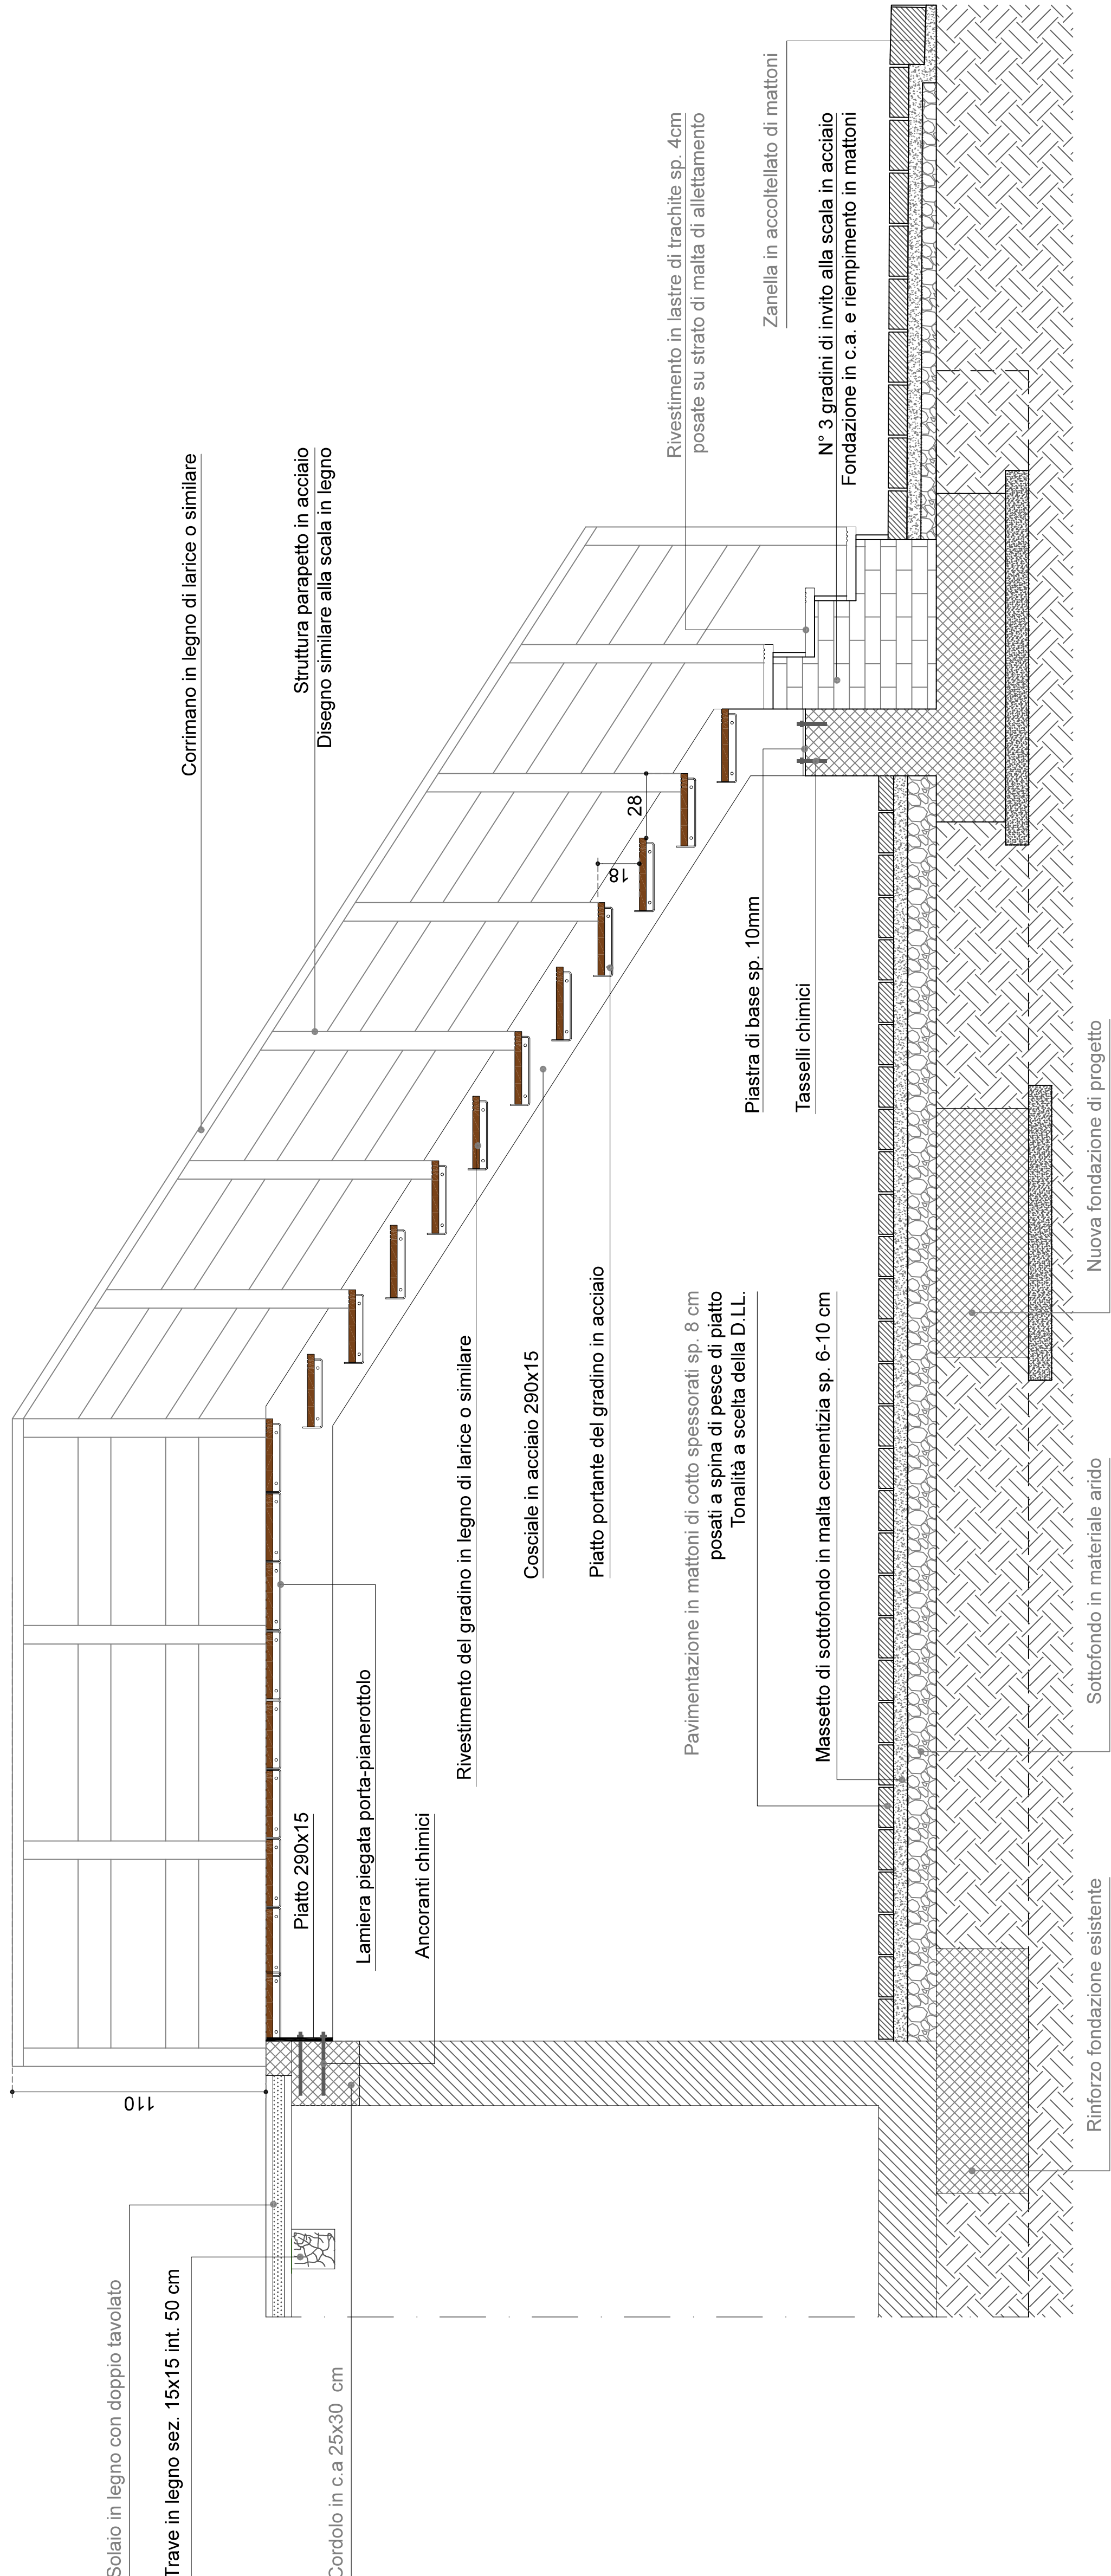 Solaio in legno con doppio tavolato
Trave in legno sez. 15x15 int. 50 cm
Cordolo in c.a 25x30 cm
110
Corrimano in legno di larice o similare
Struttura parapetto in acciaio
Disegno similare alla scala in legno
Piatto 290x15
Lamiera piegata porta-pianerottolo
Ancoranti chimici
Rivestimento del gradino in legno di larice o similare
Cosciale in acciaio 290x15
Piatto portante del gradino in acciaio
18
28
Rivestimento in lastre di trachite sp. 4cm
posate su strato di malta di allettamento
Zanella in accoltellato di mattoni
N° 3 gradini di invito alla scala in acciaio
Fondazione in c.a. e riempimento in mattoni
Piastra di base sp. 10mm
Tasselli chimici
Pavimentazione in mattoni di cotto spessorati sp. 8 cm
posati a spina di pesce di piatto
Tonalità a scelta della D.LL.
Massetto di sottofondo in malta cementizia sp. 6-10 cm
Rinforzo fondazione esistente
Sottofondo in materiale arido
Nuova fondazione di progetto